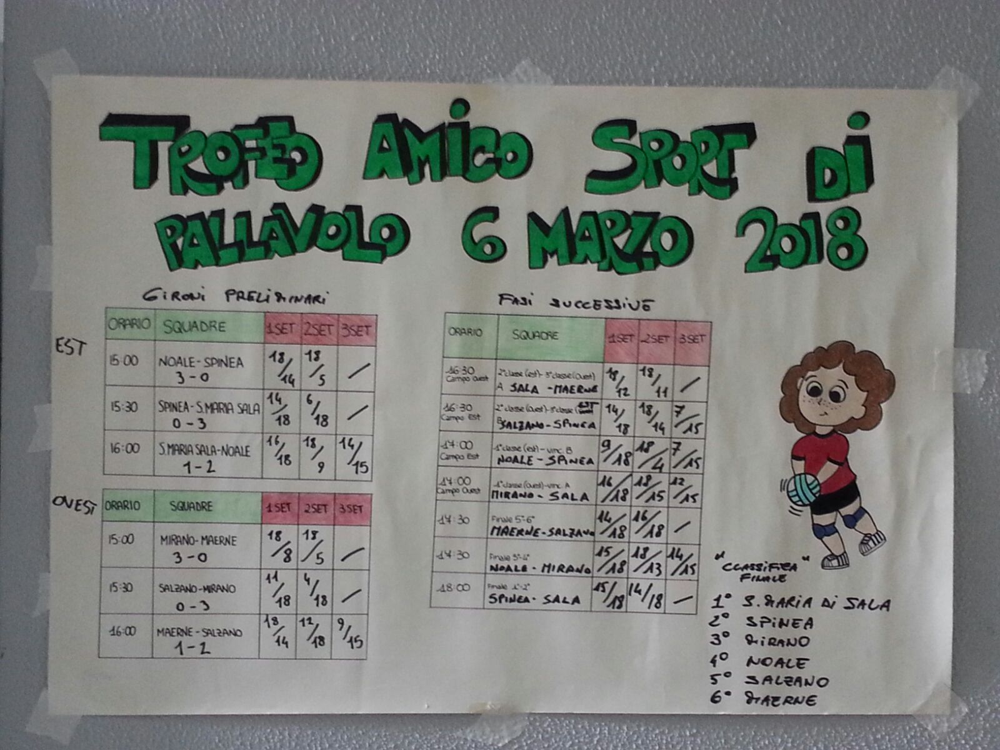 TROFEO AMICO SPORT DI
PALLAVOLO 6 MARZO 2018
GIRONI PRELIMINARI
EST
ORARIO SQUADRE 1SET 2SET 3SET
15:00 NOALE-SPINEA 18/14 18/5 /
3-0
15:30 SPINEA-S.MARIA SALA 14/18 6/18 /
0-3
16:00 S.MARIA SALA-NOALE 16/18 18/9 14/15
1-2
OVEST
ORARIO SQUADRE 1SET 2SET 3SET
15:00 MIRANO-MAERNE 18/8 18/5 /
3-0
15:30 SALZANO-MIRANO 11/18 4/18 /
0-3
16:00 MAERNE-SALZANO 18/14 12/18 9/15
1-2
FASI SUCCESSIVE
ORARIO SQUADRE 1SET 2SET 3SET
16:30 2°classe(est)-3°classe(Ouest) 18/12 18/11 /
Campo Ouest A SALA-MAERNE
16:30 2°classe(Ouest)-3°classe(EST 14/18 18/14 7/15
Campo Est B SALZANO-SPINEA
17:00 1°classe(est)-vinc. B 9/18 18/4 7/15
Campo Est NOALE-SPINEA
17:00 1°classe(Ouest)-vinc. A 16/18 18/15 12/15
Campo Ouest MIRANO-SALA
17:30 Finale 5°-6° 14/18 16/18 /
MAERNE-SALZANO
17:30 Finale 3°-4° 15/18 18/13 14/15
NOALE-MIRANO
18:00 Finale 1°-2° 15/18 14/18 —
SPINEA-SALA
"CLASSIFICA"
FINALE
1° S.MARIA DI SALA
2° SPINEA
3° MIRANO
4° NOALE
5° SALZANO
6° MAERNE